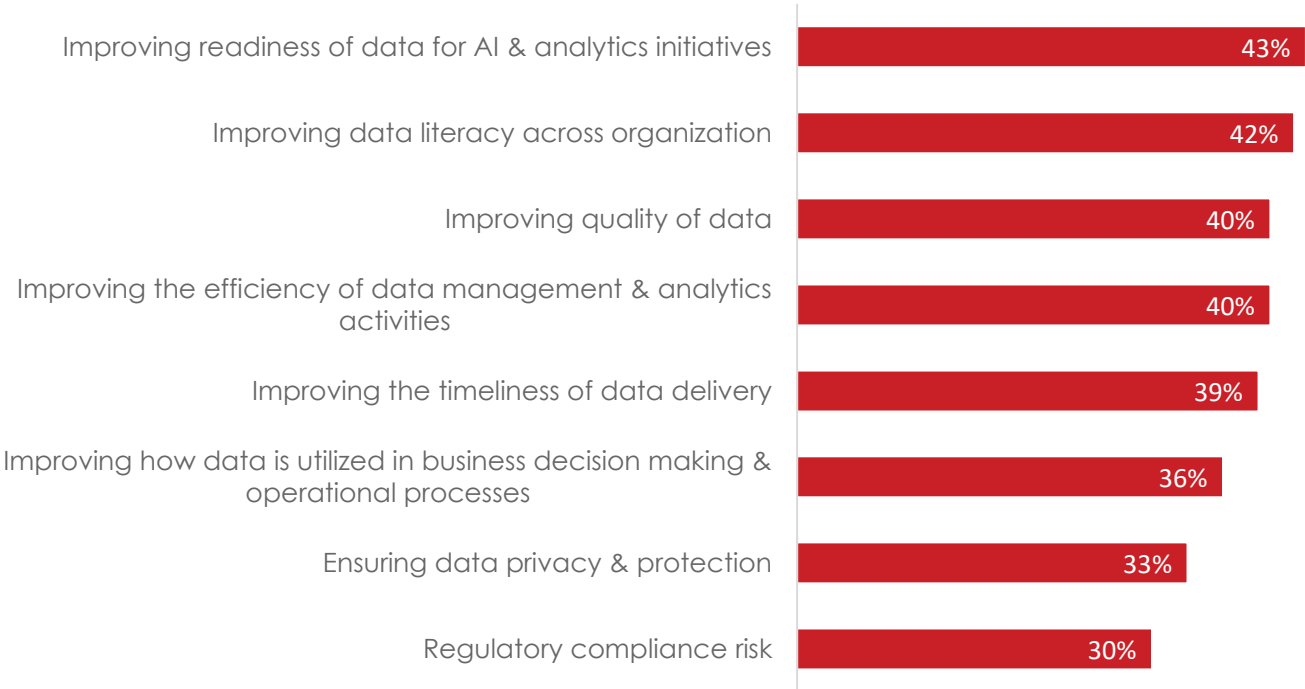 Improving readiness of data for AI & analytics initiatives
43%
Improving data literacy across organization
42%
Improving quality of data
40%
Improving the efficiency of data management & analytics
activities
40%
Improving the timeliness of data delivery
39%
Improving how data is utilized in business decision making &
operational processes
36%
Ensuring data privacy & protection
33%
Regulatory compliance risk
30%